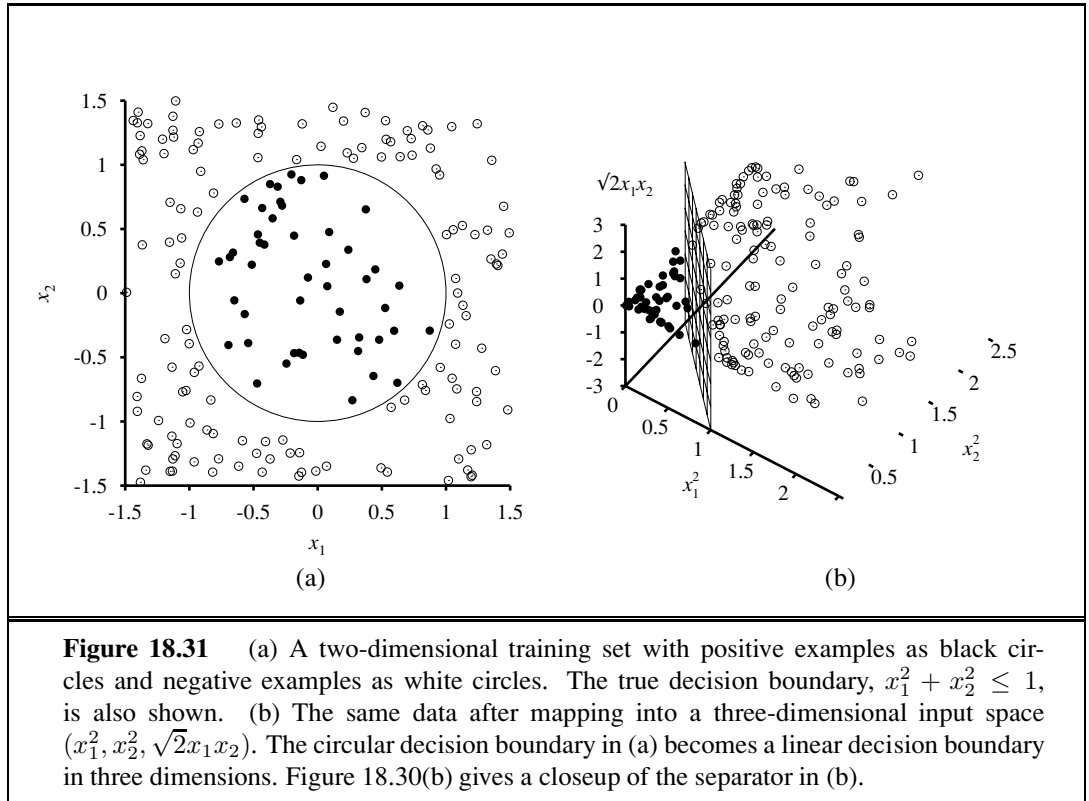 1.5
1
0.5
0
-0.5
-1
-1.5
-1.5 -1 -0.5 0 0.5 1 1.5
x₂
x₁
(a)
√2x₁x₂
3
2
1
0
-1
-2
-3
0
0.5
1
1.5
2
x₁²
0.5
1
1.5
2
2.5
x₂²
(b)
Figure 18.31 (a) A two-dimensional training set with positive examples as black cir-
cles and negative examples as white circles. The true decision boundary, x₁² + x₂² ≤ 1,
is also shown. (b) The same data after mapping into a three-dimensional input space
(x₁², x₂², √2x₁x₂). The circular decision boundary in (a) becomes a linear decision boundary
in three dimensions. Figure 18.30(b) gives a closeup of the separator in (b).